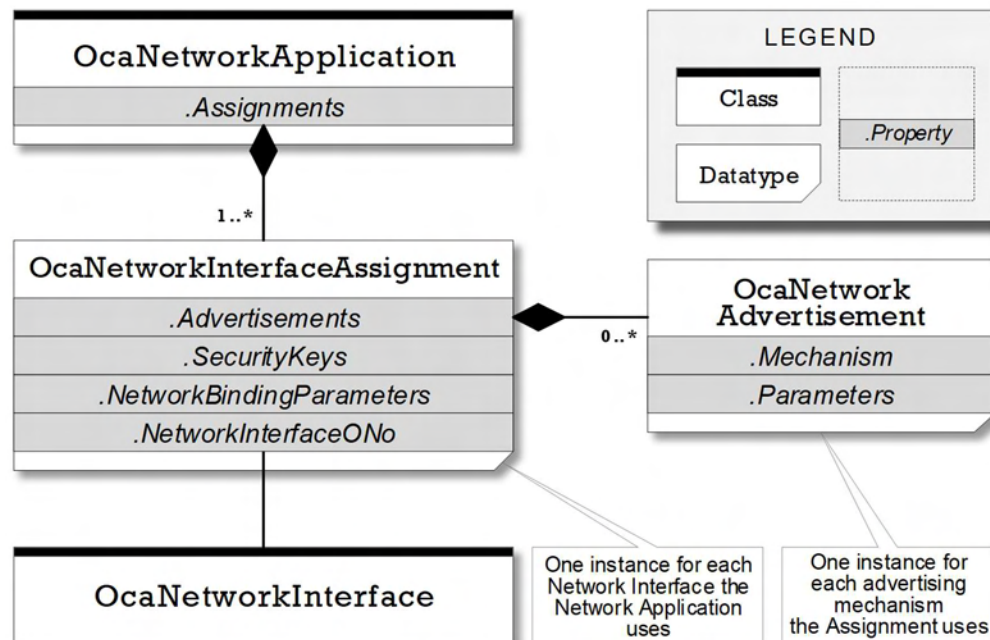 OcaNetworkApplication
.Assignments
1..*
OcaNetworkInterfaceAssignment
.Advertisements
.SecurityKeys
.NetworkBindingParameters
.NetworkInterfaceONo
0..*
OcaNetwork
Advertisement
.Mechanism
.Parameters
OcaNetworkInterface
One instance for each
Network Interface the
Network Application
uses
One instance for
each advertising
mechanism
the Assignment uses
LEGEND
Class
.Property
Datatype